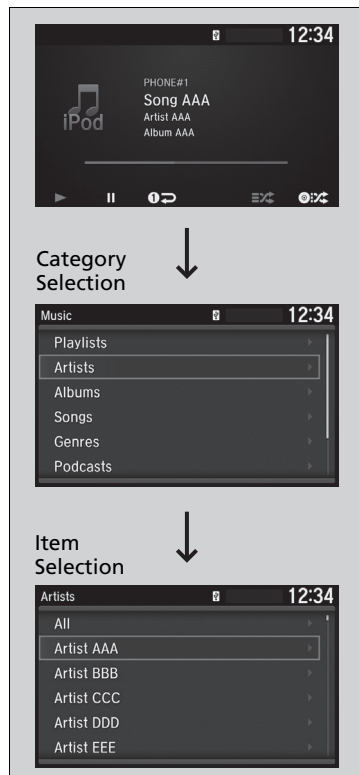 12:34
PHONE#1
Song AAA
iPod
Artist AAA
Album AAA
1
Category
Selection
Music 12:34
Playlists
Artists
Albums
Songs
Genres
Podcasts
Item
Selection
Artists 12:34
All
Artist AAA
Artist BBB
Artist CCC
Artist DDD
Artist EEE